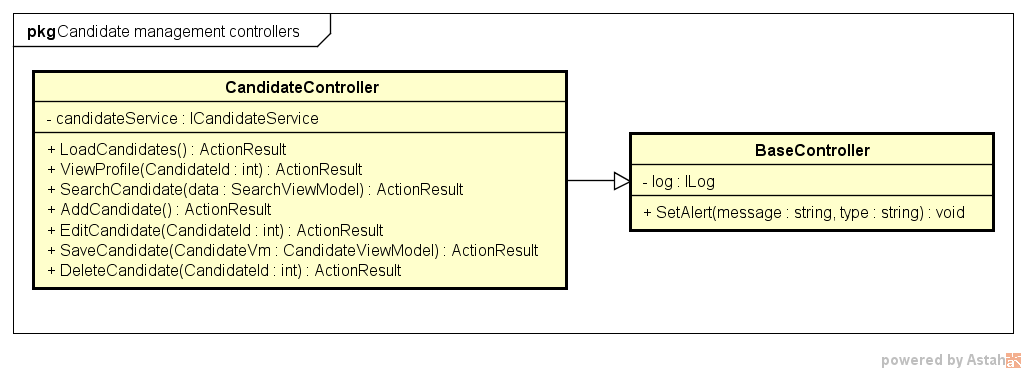 pkg Candidate management controllers
CandidateController
- candidateService : ICandidateService
+ LoadCandidates() : ActionResult
+ ViewProfile(CandidateId : int) : ActionResult
+ SearchCandidate(data : SearchViewModel) : ActionResult
+ AddCandidate() : ActionResult
+ EditCandidate(CandidateId : int) : ActionResult
+ SaveCandidate(CandidateVm : CandidateViewModel) : ActionResult
+ DeleteCandidate(CandidateId : int) : ActionResult
BaseController
- log : ILog
+ SetAlert(message : string, type : string) : void
powered by Astah